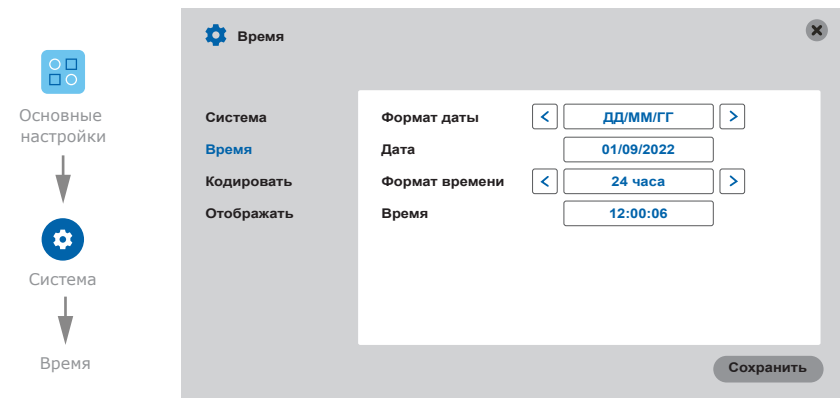 Основные
настройки
Система
Время
Время
Система
Время
Кодировать
Отображать
Формат даты
ДД/ММ/ГГ
Дата
01/09/2022
Формат времени
24 часа
Время
12:00:06
Сохранить